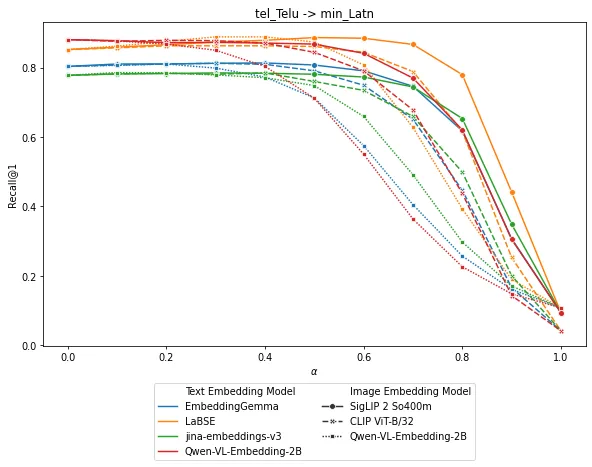 tel_Telu -> min_Latn
Recall@1
0.8
0.6
0.4
0.2
0.0
0.0 0.2 0.4 0.6 0.8 1.0
α
Text Embedding Model
EmbeddingGemma
LaBSE
jina-embeddings-v3
Qwen-VL-Embedding-2B
Image Embedding Model
SigLIP 2 So400m
CLIP ViT-B/32
Qwen-VL-Embedding-2B